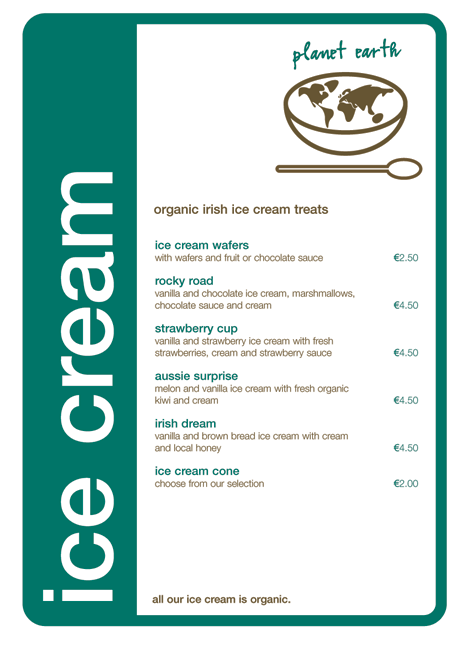 planet earth
ice cream
organic irish ice cream treats
ice cream wafers
with wafers and fruit or chocolate sauce €2.50
rocky road
vanilla and chocolate ice cream, marshmallows,
chocolate sauce and cream €4.50
strawberry cup
vanilla and strawberry ice cream with fresh
strawberries, cream and strawberry sauce €4.50
aussie surprise
melon and vanilla ice cream with fresh organic
kiwi and cream €4.50
irish dream
vanilla and brown bread ice cream with cream
and local honey €4.50
ice cream cone
choose from our selection €2.00
all our ice cream is organic.